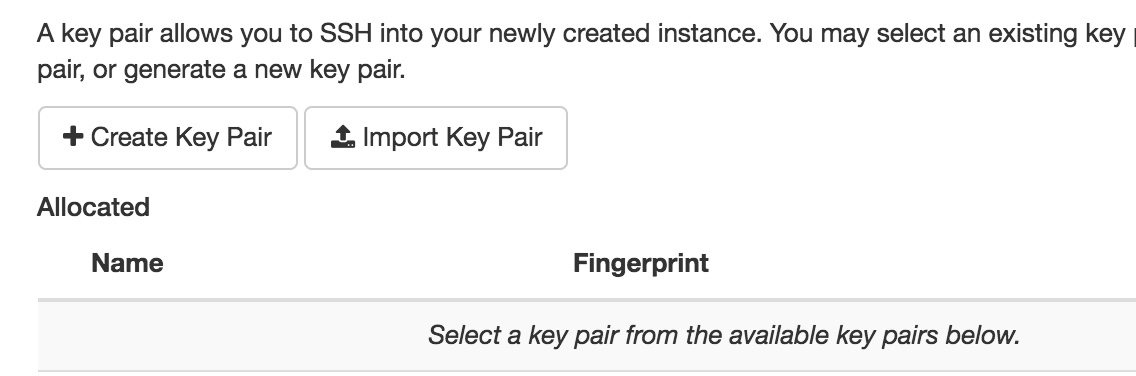 A key pair allows you to SSH into your newly created instance. You may select an existing key
pair, or generate a new key pair.
Create Key Pair
Import Key Pair
Allocated
Name Fingerprint
Select a key pair from the available key pairs below.